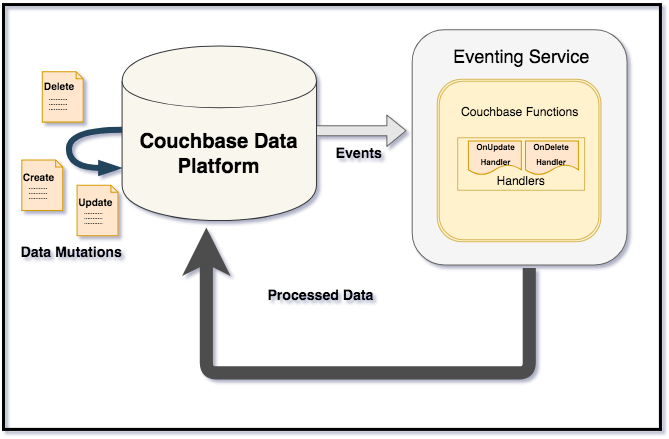 Delete
Create
Update
Data Mutations
Couchbase Data
Platform
Events
Eventing Service
Couchbase Functions
OnUpdate
Handler
OnDelete
Handler
Handlers
Processed Data